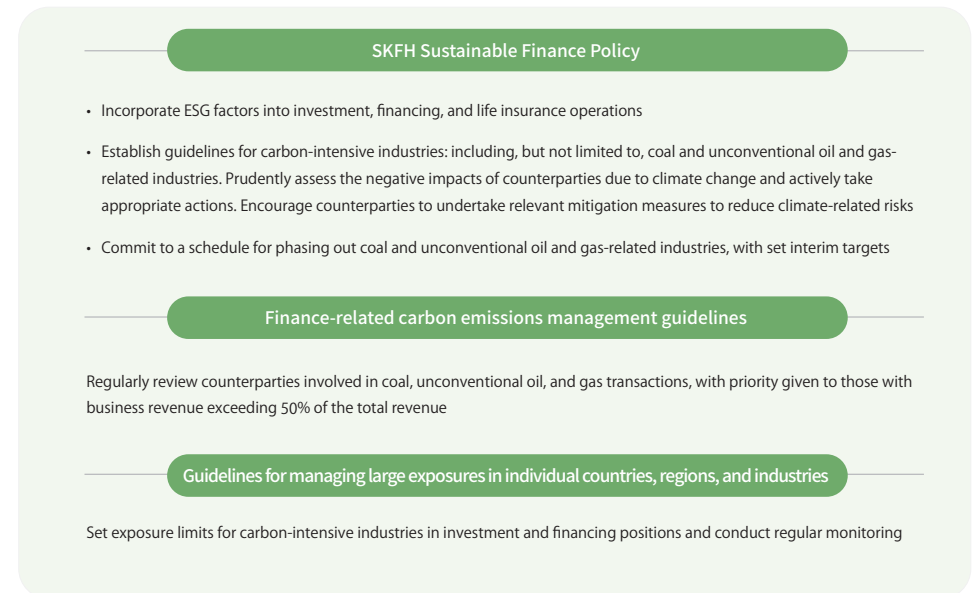 SKFH Sustainable Finance Policy
• Incorporate ESG factors into investment, financing, and life insurance operations
• Establish guidelines for carbon-intensive industries: including, but not limited to, coal and unconventional oil and gas-
related industries. Prudently assess the negative impacts of counterparties due to climate change and actively take
appropriate actions. Encourage counterparties to undertake relevant mitigation measures to reduce climate-related risks
• Commit to a schedule for phasing out coal and unconventional oil and gas-related industries, with set interim targets
Finance-related carbon emissions management guidelines
Regularly review counterparties involved in coal, unconventional oil, and gas transactions, with priority given to those with
business revenue exceeding 50% of the total revenue
Guidelines for managing large exposures in individual countries, regions, and industries
Set exposure limits for carbon-intensive industries in investment and financing positions and conduct regular monitoring